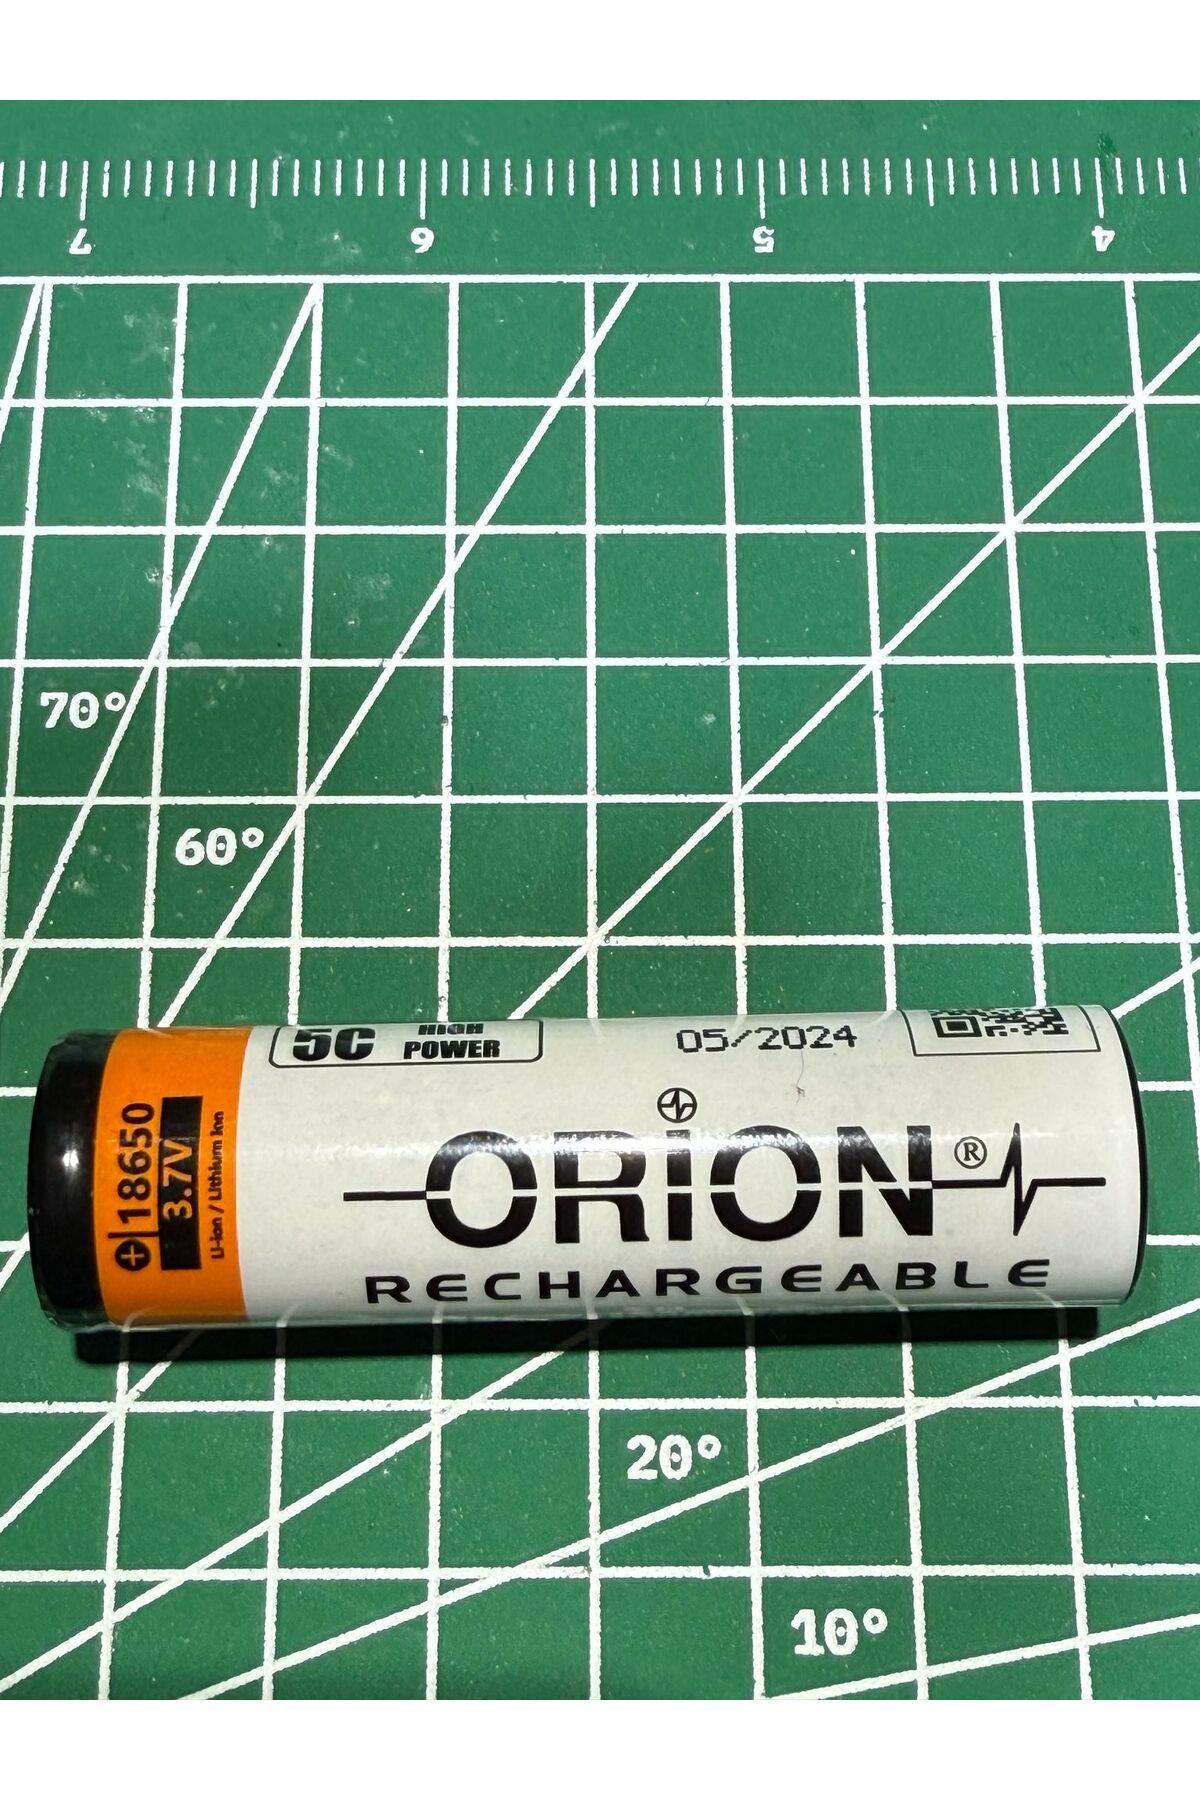 7 6 5 4
70°
60°
5C HIGH POWER
05/2024
⊕ 18650
3.7V
Li-ion / Lithium Ion
ORiON®
RECHARGEABLE
20°
10°